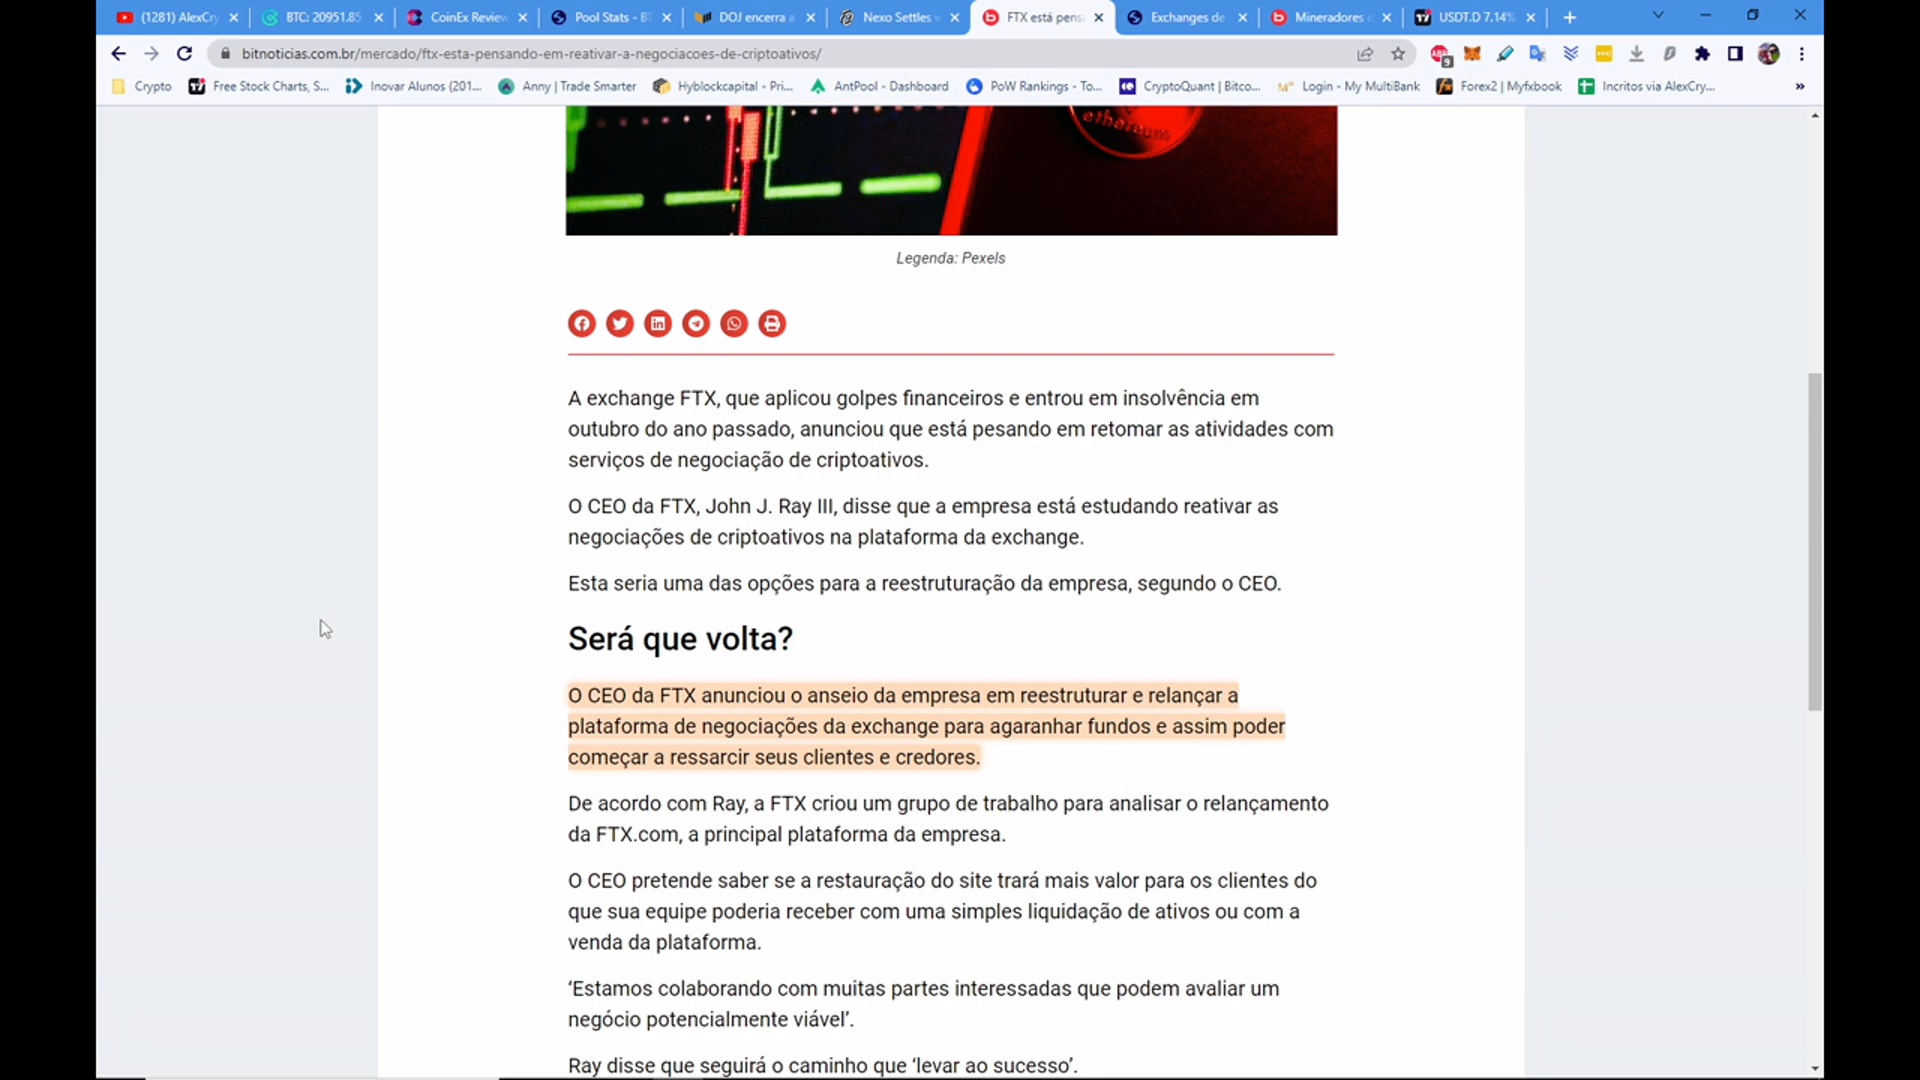 (1281) AlexCry
BTC: 20951.85
CoinEx Review
Pool Stats - BT
DOJ encerra a
Nexo Settles w
FTX está pens
Exchanges de
Mineradores d
USDT.D 7.14%
bitnoticias.com.br/mercado/ftx-esta-pensando-em-reativar-a-negociacoes-de-criptoativos/
9
Crypto
Free Stock Charts, S...
Inovar Alunos (201...
Anny | Trade Smarter
Hyblockcapital - Pri...
AntPool - Dashboard
PoW Rankings - To...
CryptoQuant | Bitco...
Login - My MultiBank
Forex2 | Myfxbook
Incritos via AlexCry...
ethereum
Legenda: Pexels
A exchange FTX, que aplicou golpes financeiros e entrou em insolvência em
outubro do ano passado, anunciou que está pesando em retomar as atividades com
serviços de negociação de criptoativos.
O CEO da FTX, John J. Ray III, disse que a empresa está estudando reativar as
negociações de criptoativos na plataforma da exchange.
Esta seria uma das opções para a reestruturação da empresa, segundo o CEO.
Será que volta?
O CEO da FTX anunciou o anseio da empresa em reestruturar e relançar a
plataforma de negociações da exchange para agaranhar fundos e assim poder
começar a ressarcir seus clientes e credores.
De acordo com Ray, a FTX criou um grupo de trabalho para analisar o relançamento
da FTX.com, a principal plataforma da empresa.
O CEO pretende saber se a restauração do site trará mais valor para os clientes do
que sua equipe poderia receber com uma simples liquidação de ativos ou com a
venda da plataforma.
‘Estamos colaborando com muitas partes interessadas que podem avaliar um
negócio potencialmente viável’.
Ray disse que seguirá o caminho que ‘levar ao sucesso’.